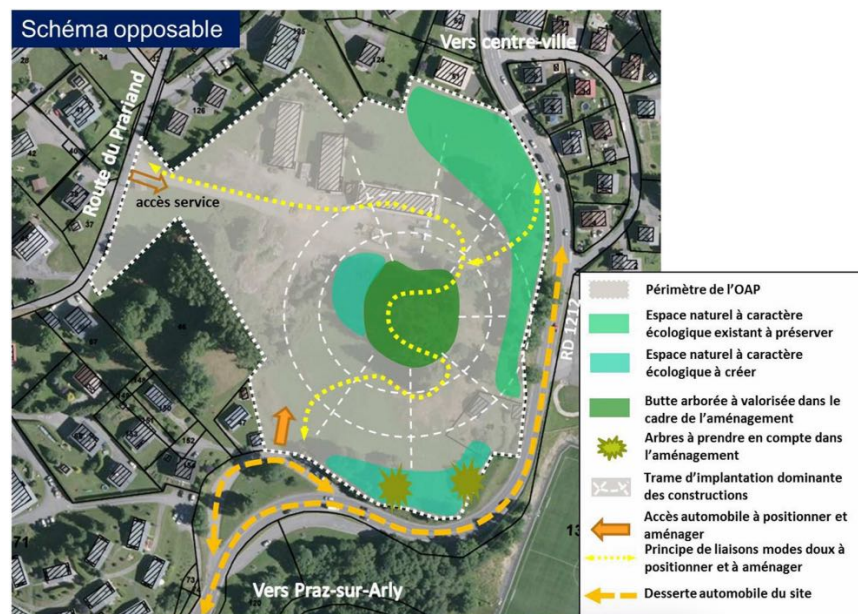 Schéma opposable
Vers centre-ville
Route du Prariand
accès service
RD 1212
Vers Praz-sur-Arly
Périmètre de l'OAP
Espace naturel à caractère
écologique existant à préserver
Espace naturel à caractère
écologique à créer
Butte arborée à valorisée dans le
cadre de l'aménagement
Arbres à prendre en compte dans
l'aménagement
Trame d'implantation dominante
des constructions
Accès automobile à positionner et
aménager
Principe de liaisons modes doux à
positionner et à aménager
Desserte automobile du site